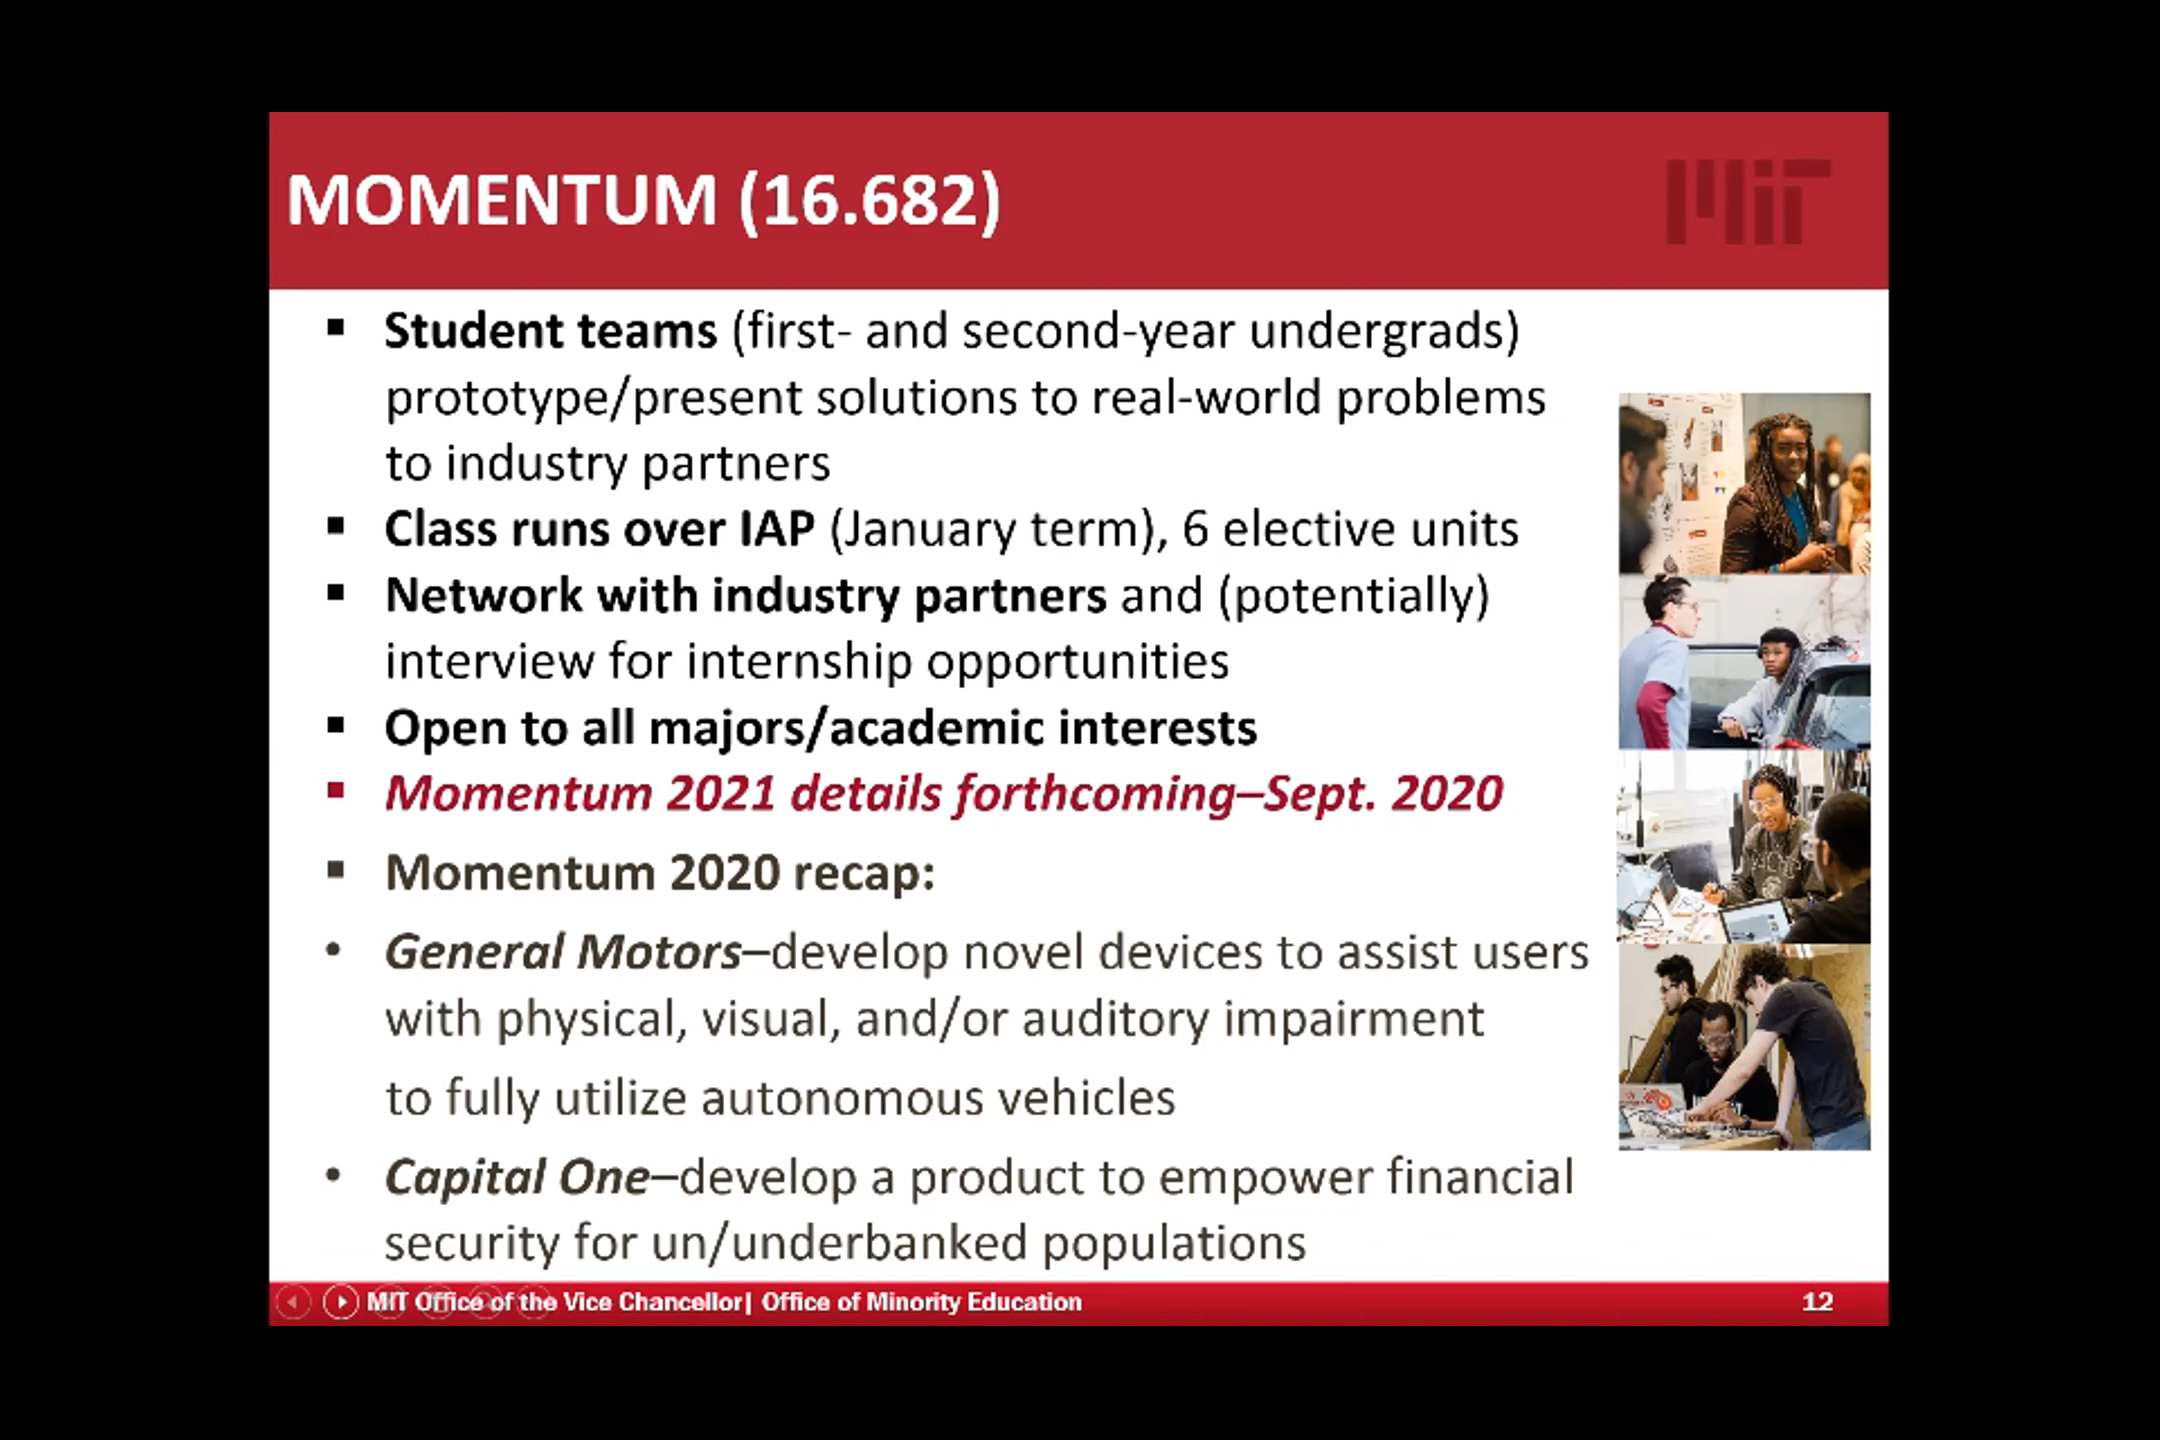 MOMENTUM (16.682)
MIT
▪ Student teams (first- and second-year undergrads)
prototype/present solutions to real-world problems
to industry partners
▪ Class runs over IAP (January term), 6 elective units
▪ Network with industry partners and (potentially)
interview for internship opportunities
▪ Open to all majors/academic interests
▪ Momentum 2021 details forthcoming–Sept. 2020
▪ Momentum 2020 recap:
• General Motors–develop novel devices to assist users
with physical, visual, and/or auditory impairment
to fully utilize autonomous vehicles
• Capital One–develop a product to empower financial
security for un/underbanked populations
MIT Office of the Vice Chancellor| Office of Minority Education
12